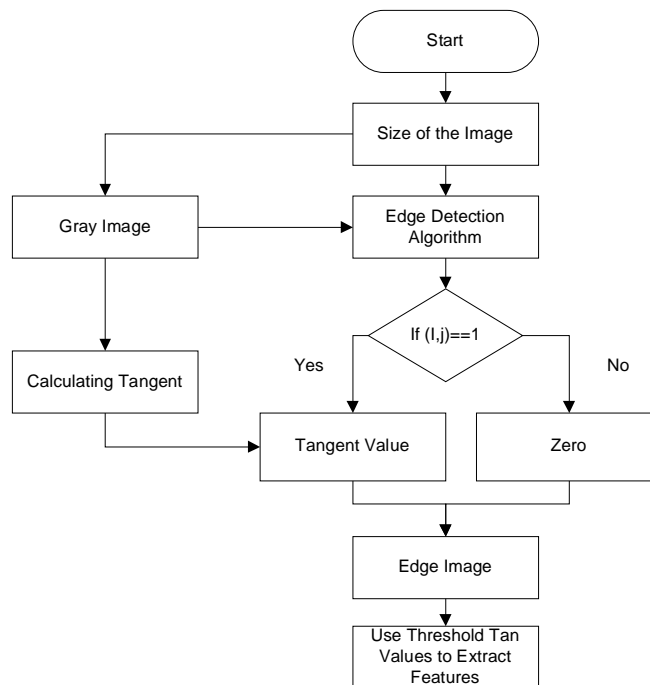 Start
Size of the Image
Gray Image
Edge Detection
Algorithm
If (I,j)==1
Yes
No
Calculating Tangent
Tangent Value
Zero
Edge Image
Use Threshold Tan
Values to Extract
Features